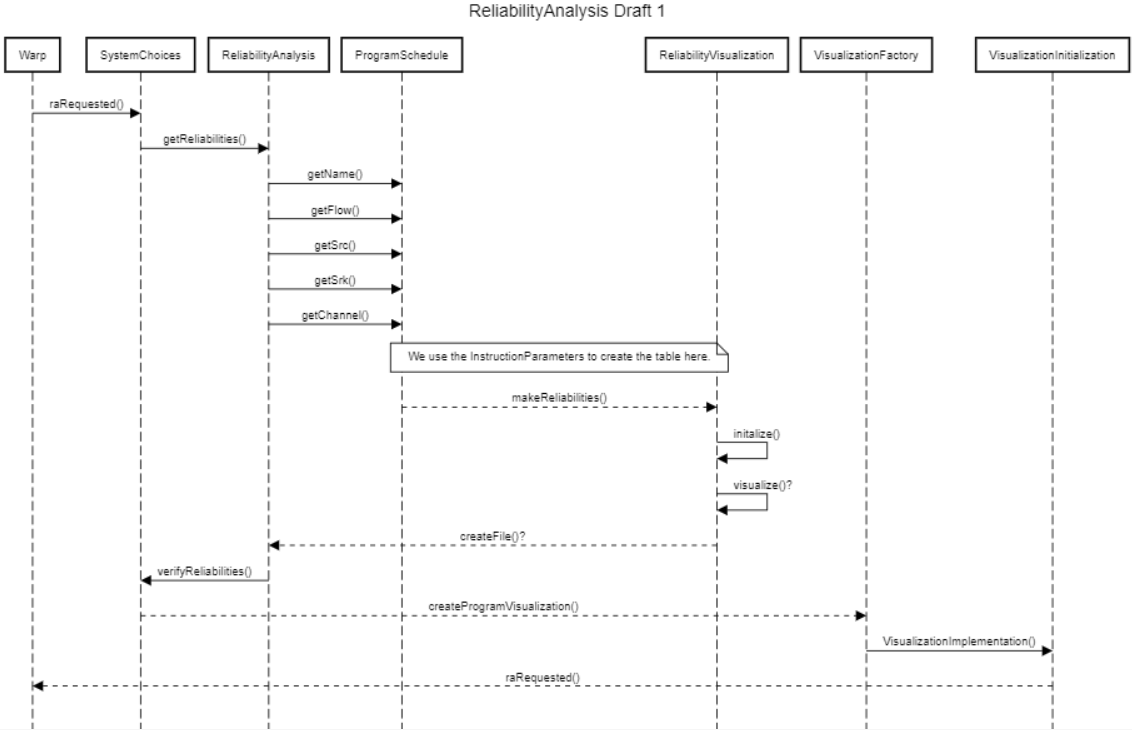 ReliabilityAnalysis Draft 1
Warp
SystemChoices
ReliabilityAnalysis
ProgramSchedule
ReliabilityVisualization
VisualizationFactory
VisualizationInitialization
raRequested()
getReliabilities()
getName()
getFlow()
getSrc()
getSrk()
getChannel()
We use the InstructionParameters to create the table here.
makeReliabilities()
initalize()
visualize()?
createFile()?
verifyReliabilities()
createProgramVisualization()
VisualizationImplementation()
raRequested()